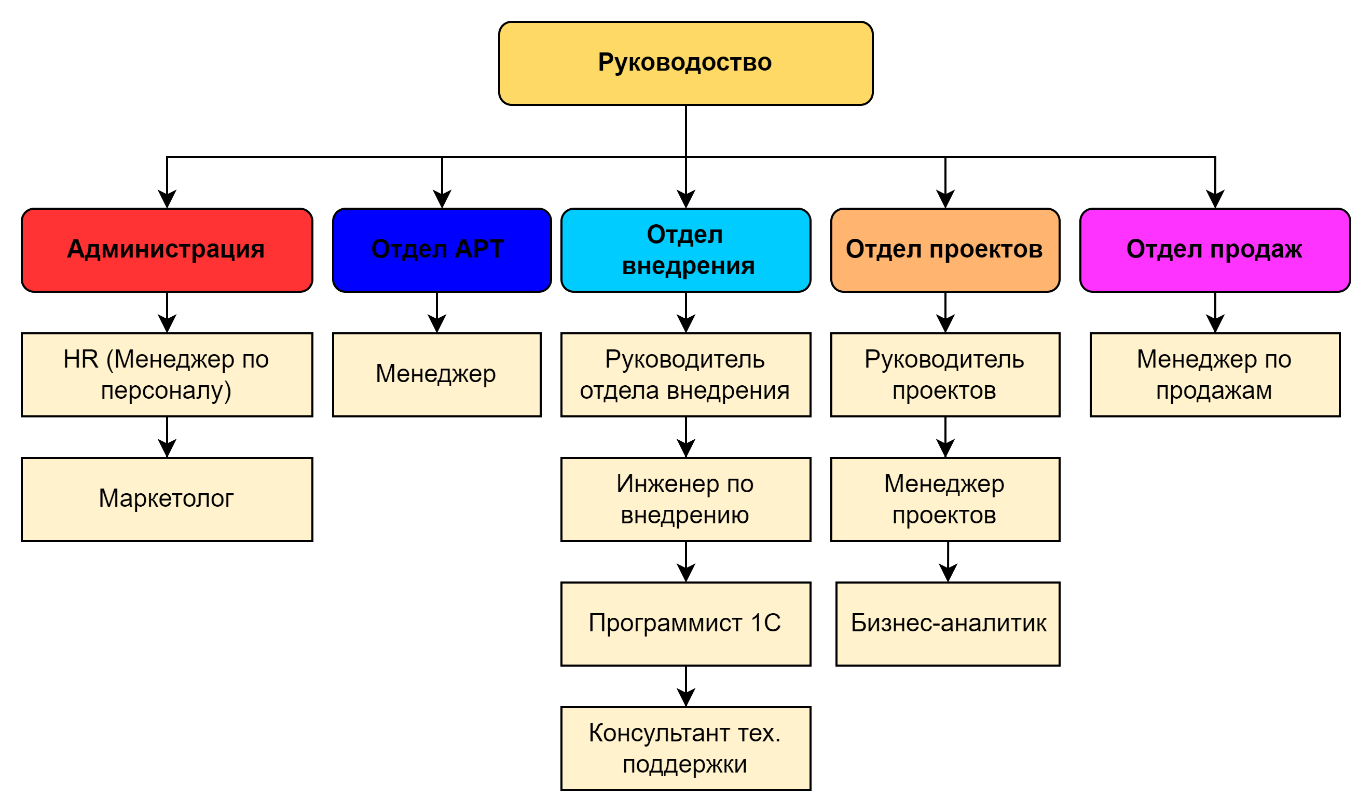 Руководоство
Администрация
Отдел АРТ
Отдел
внедрения
Отдел проектов
Отдел продаж
HR (Менеджер по
персоналу)
Менеджер
Руководитель
отдела внедрения
Руководитель
проектов
Менеджер по
продажам
Маркетолог
Инженер по
внедрению
Менеджер
проектов
Программист 1С
Бизнес-аналитик
Консультант тех.
поддержки